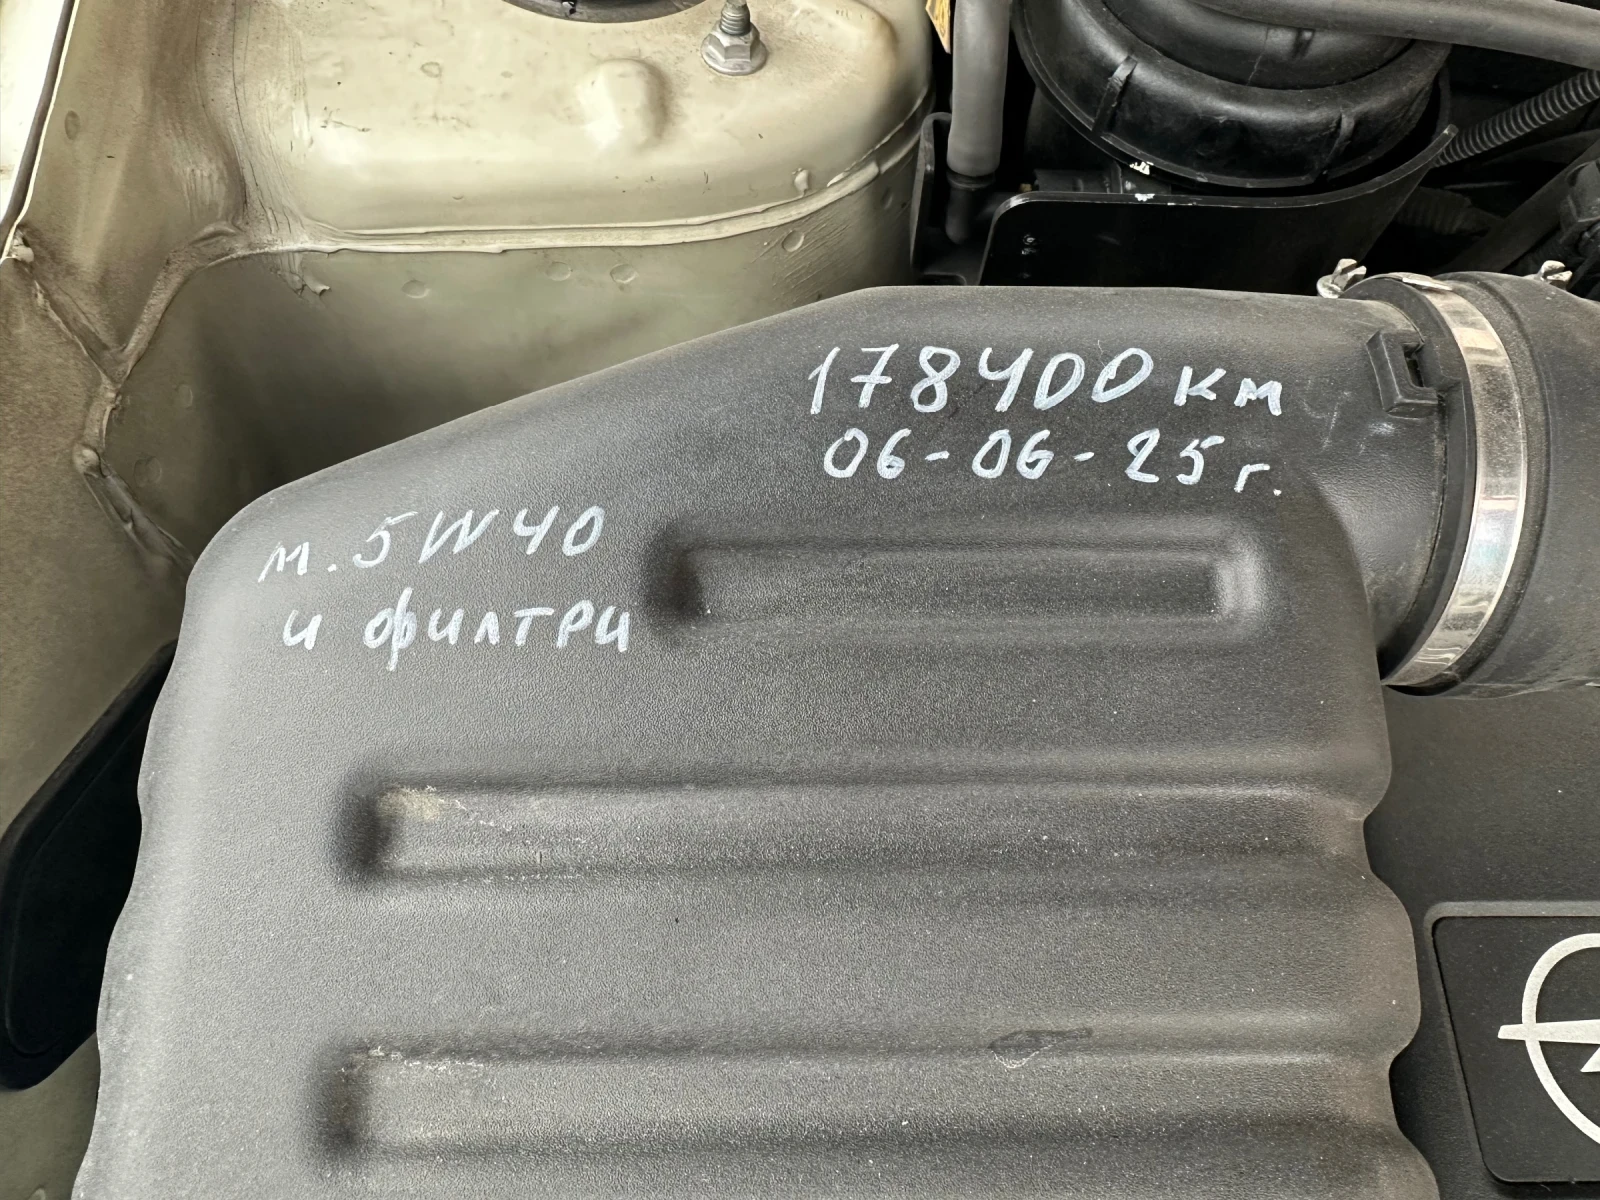 178400 км
06-06-25 г.
м. 5W40
и филтри